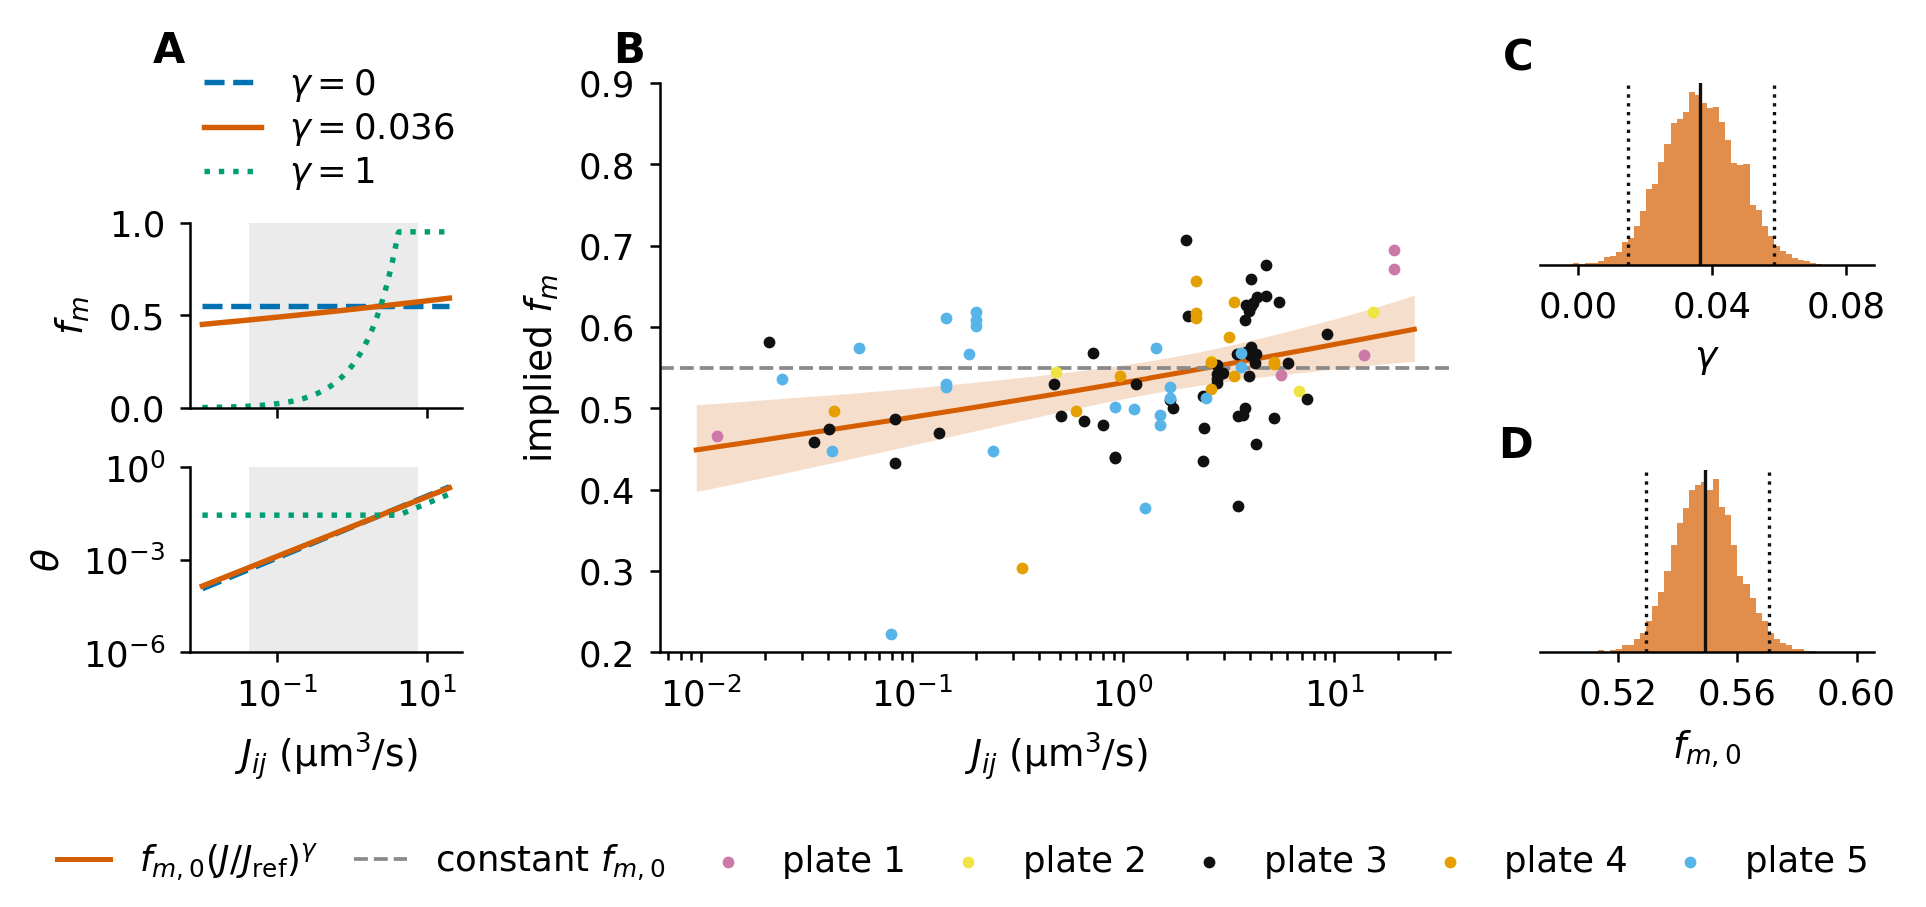 A
γ = 0
γ = 0.036
γ = 1
1.0
0.5
0.0
f_m
10^0
10^−3
10^−6
θ
10^−1
10^1
J_ij (µm^3/s)
B
0.9
0.8
0.7
0.6
0.5
0.4
0.3
0.2
implied f_m
10^−2
10^−1
10^0
10^1
J_ij (µm^3/s)
C
0.00
0.04
0.08
γ
D
0.52
0.56
0.60
f_m, 0
f_m, 0(J/J_ref)^γ
constant f_m, 0
plate 1
plate 2
plate 3
plate 4
plate 5